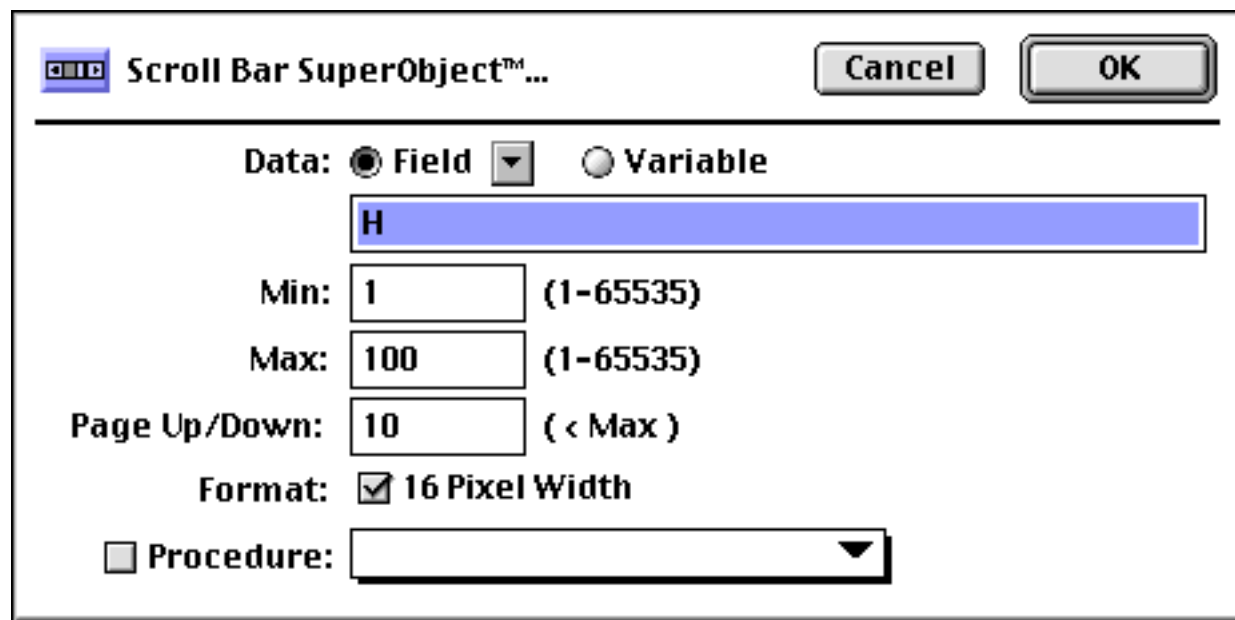 Scroll Bar SuperObject™... Cancel OK
Data: Field Variable
H
Min: 1 (1-65535)
Max: 100 (1-65535)
Page Up/Down: 10 ( < Max )
Format: 16 Pixel Width
Procedure: